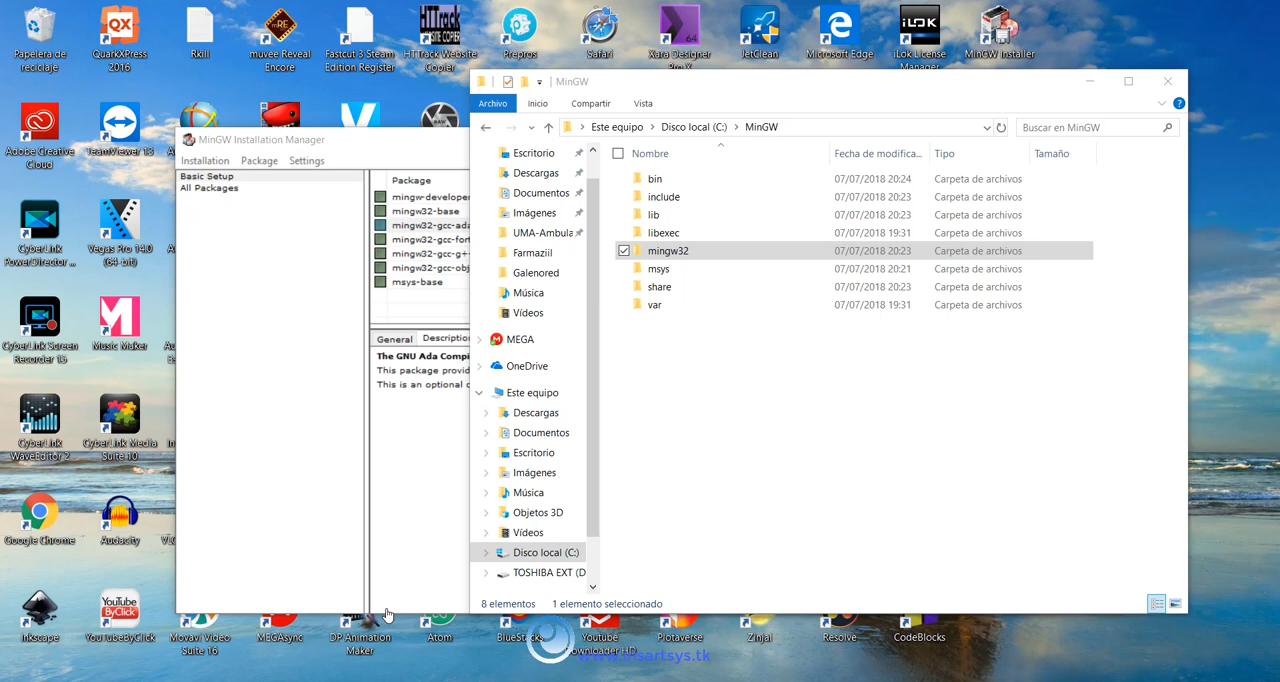 Papelera de
reciclaje
QuarkXPress
2016
Rkill
muvee Reveal
Encore
Fastcut 3 Steam
Edition Register
HTTrack Website
Copier
Prepros
Safari
Xara Designer
Pro X
JetClean
Microsoft Edge
iLok License
Manager
MinGW Installer
MinGW
Archivo
Inicio
Compartir
Vista
Este equipo
Disco local (C:)
MinGW
Buscar en MinGW
Adobe Creative
Cloud
TeamViewer 13
CyberLink
PowerDirector ...
Vegas Pro 14.0
(64-bit)
CyberLink Screen
Recorder 15
Music Maker
CyberLink
WaveEditor 2
CyberLink Media
Suite 10
Google Chrome
Audacity
Inkscape
YouTubeByClick
MinGW Installation Manager
Installation
Package
Settings
Basic Setup
All Packages
Package
mingw-develope
mingw32-base
mingw32-gcc-ada
mingw32-gcc-for
mingw32-gcc-g+
mingw32-gcc-obj
msys-base
General
Descriptio
The GNU Ada Compi
This package provid
This is an optional c
Escritorio
Descargas
Documentos
Imágenes
UMA-Ambula
Farmaziil
Galenored
Música
Vídeos
MEGA
OneDrive
Este equipo
Descargas
Documentos
Escritorio
Imágenes
Música
Objetos 3D
Vídeos
Disco local (C:)
TOSHIBA EXT (D
Nombre
Fecha de modifica...
Tipo
Tamaño
bin 07/07/2018 20:24 Carpeta de archivos
include 07/07/2018 20:23 Carpeta de archivos
lib 07/07/2018 20:23 Carpeta de archivos
libexec 07/07/2018 19:31 Carpeta de archivos
mingw32 07/07/2018 20:23 Carpeta de archivos
msys 07/07/2018 20:21 Carpeta de archivos
share 07/07/2018 20:23 Carpeta de archivos
var 07/07/2018 19:31 Carpeta de archivos
8 elementos
1 elemento seleccionado
Movavi Video
Suite 16
MEGAsync
DP Animation
Maker
Atom
BlueStacks
Youtube
Downloader HD
Plotaverse
Zinjal
Resolve
CodeBlocks